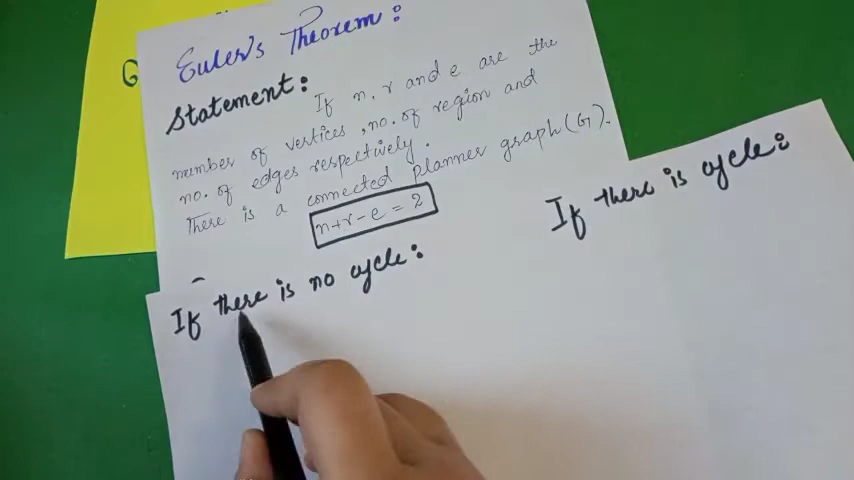 G
Euler's Theorem:
Statement:
If n, r and e are the
number of vertices, no. of region and
no. of edges respectively.
There is a connected planner graph (G).
n+r-e = 2
If there is no cycle:
If there is cycle: